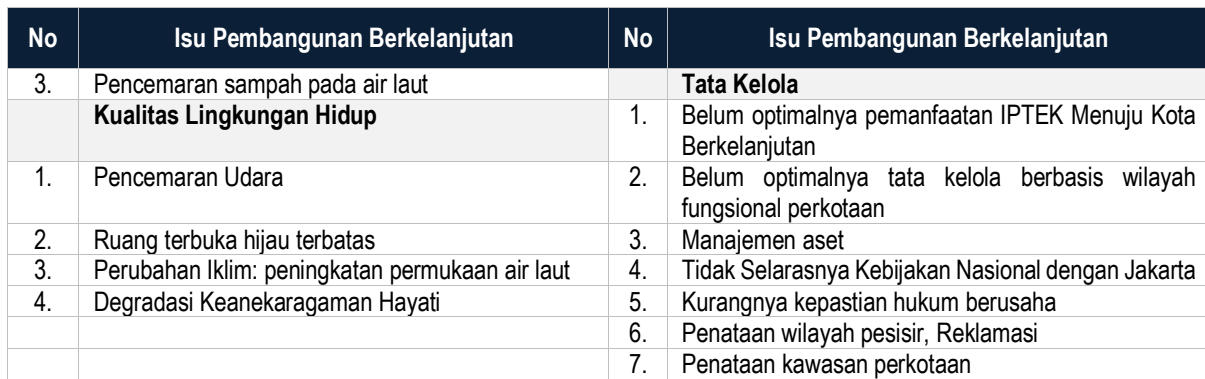 No Isu Pembangunan Berkelanjutan No Isu Pembangunan Berkelanjutan
3. Pencemaran sampah pada air laut Tata Kelola
Kualitas Lingkungan Hidup 1. Belum optimalnya pemanfaatan IPTEK Menuju Kota
Berkelanjutan
1. Pencemaran Udara 2. Belum optimalnya tata kelola berbasis wilayah
fungsional perkotaan
2. Ruang terbuka hijau terbatas 3. Manajemen aset
3. Perubahan Iklim: peningkatan permukaan air laut 4. Tidak Selarasnya Kebijakan Nasional dengan Jakarta
4. Degradasi Keanekaragaman Hayati 5. Kurangnya kepastian hukum berusaha
6. Penataan wilayah pesisir, Reklamasi
7. Penataan kawasan perkotaan